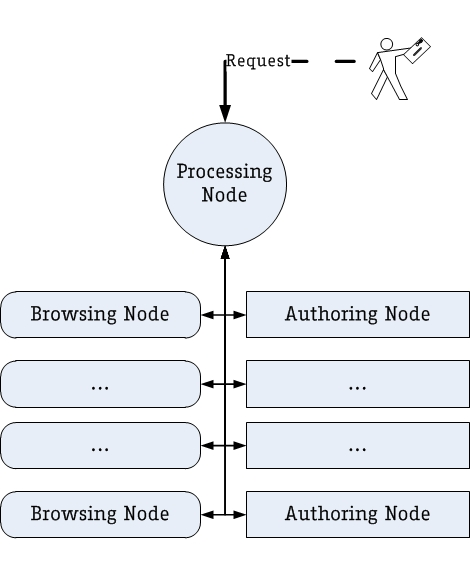 Request
Processing
Node
Browsing Node
Authoring Node
...
...
...
...
Browsing Node
Authoring Node